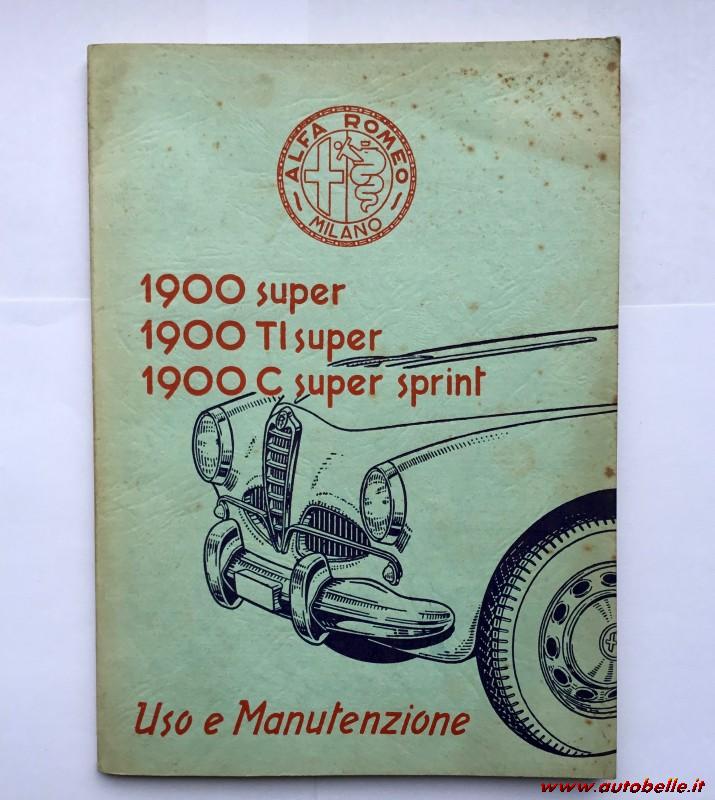 ALFA ROMEO
MILANO
1900 super
1900 TI super
1900 C super sprint
Uso e Manutenzione
www.autobelle.it